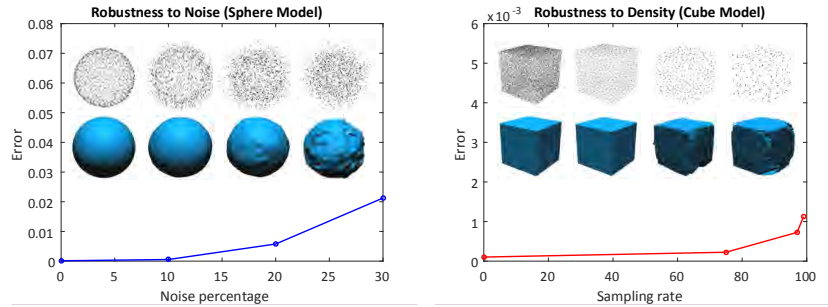 Robustness to Noise (Sphere Model)
0.08
0.07
0.06
0.05
0.04
0.03
0.02
0.01
0
Error
0 5 10 15 20 25 30
Noise percentage
Robustness to Density (Cube Model)
6 ×10⁻³
5
4
3
2
1
0
Error
0 20 40 60 80 100
Sampling rate